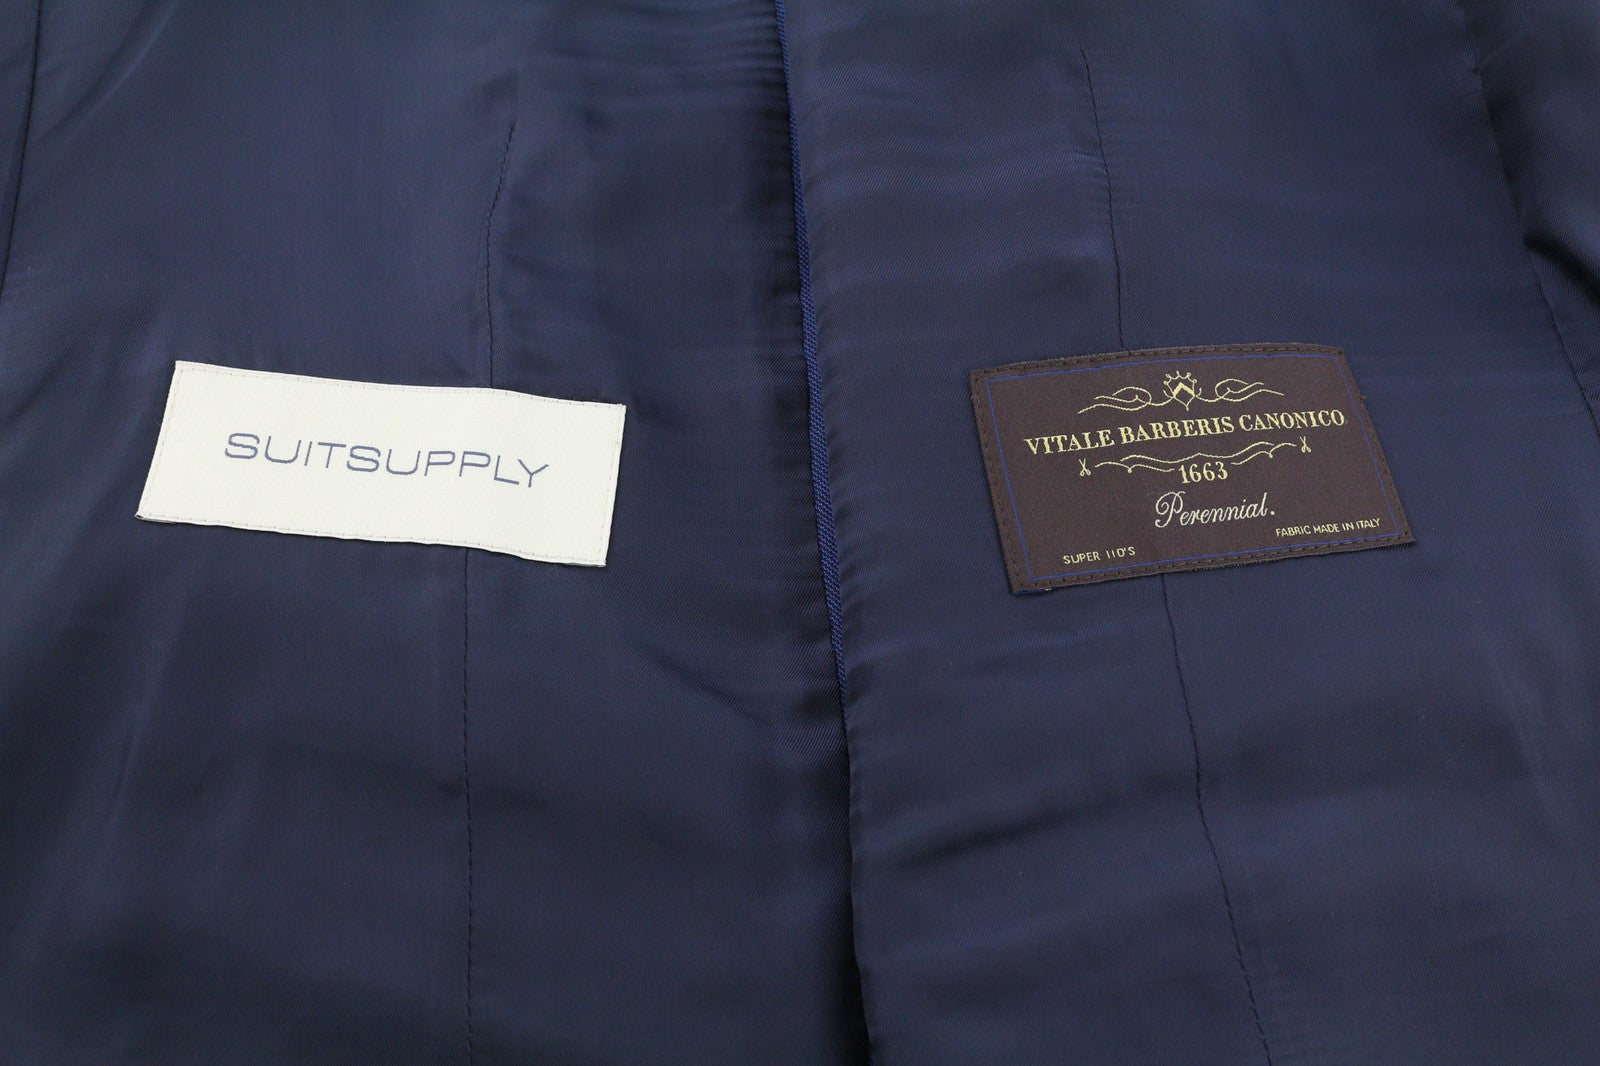 SUITSUPPLY
VITALE BARBERIS CANONICO
1663
Perennial.
SUPER 110'S
FABRIC MADE IN ITALY